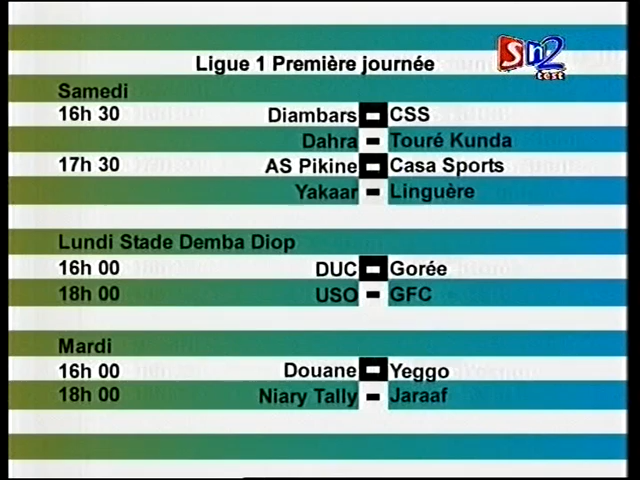 Sn2
test
Ligue 1 Première journée
Samedi
16h 30 Diambars - CSS
Dahra - Touré Kunda
17h 30 AS Pikine - Casa Sports
Yakaar - Linguère
Lundi Stade Demba Diop
16h 00 DUC - Gorée
18h 00 USO - GFC
Mardi
16h 00 Douane - Yeggo
18h 00 Niary Tally - Jaraaf